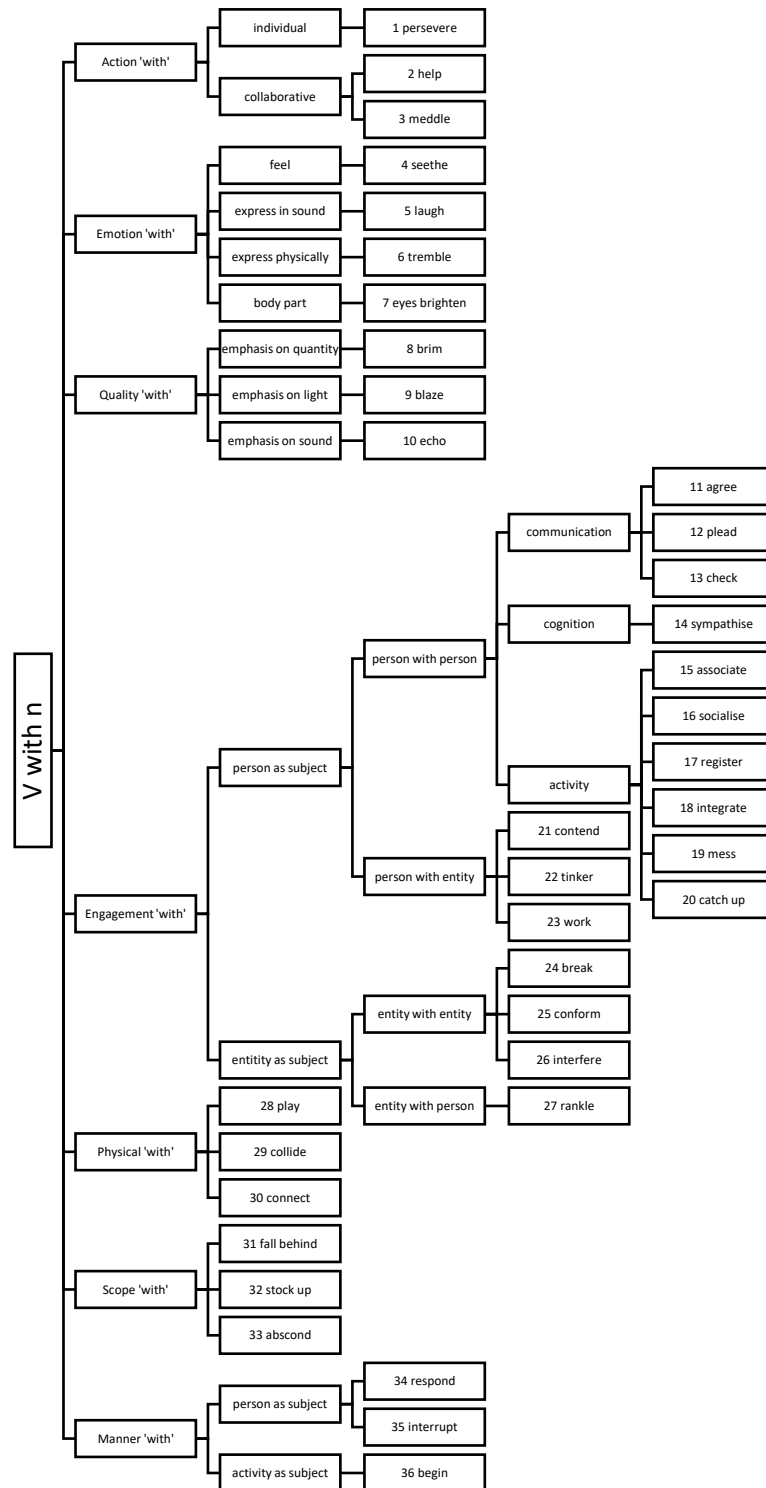 V with n
Action 'with'
individual
1 persevere
collaborative
2 help
3 meddle
Emotion 'with'
feel
4 seethe
express in sound
5 laugh
express physically
6 tremble
body part
7 eyes brighten
Quality 'with'
emphasis on quantity
8 brim
emphasis on light
9 blaze
emphasis on sound
10 echo
Engagement 'with'
person as subject
person with person
communication
11 agree
12 plead
13 check
cognition
14 sympathise
activity
15 associate
16 socialise
17 register
18 integrate
19 mess
20 catch up
person with entity
21 contend
22 tinker
23 work
entitity as subject
entity with entity
24 break
25 conform
26 interfere
entity with person
27 rankle
Physical 'with'
28 play
29 collide
30 connect
Scope 'with'
31 fall behind
32 stock up
33 abscond
Manner 'with'
person as subject
34 respond
35 interrupt
activity as subject
36 begin